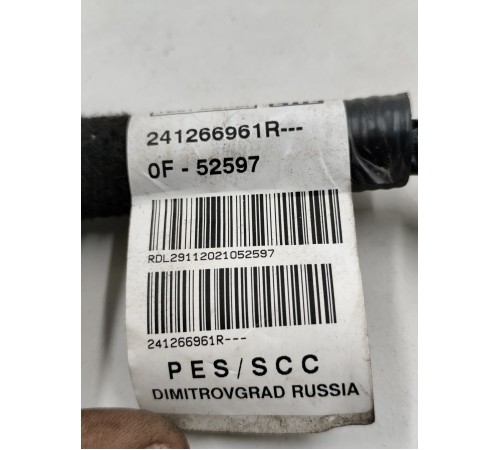 241266961R---
0F - 52597
RDL29112021052597
241266961R---
PES/SCC
DIMITROVGRAD RUSSIA